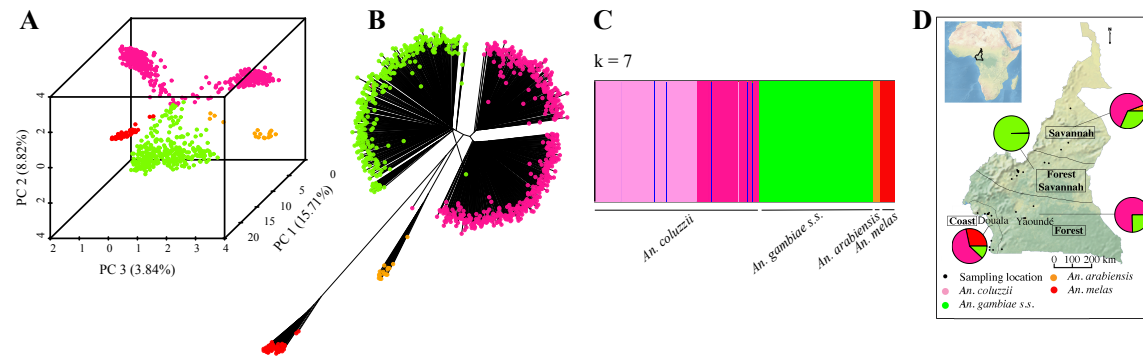 A
B
C
D
4
2
0
2
4
PC 2 (8.82%)
2
0
1
2
3
4
PC 3 (3.84%)
0
5
10
15
20
PC 1 (15.71%)
k = 7
An. coluzzii
An. gambiae s.s.
An. arabiensis
An. melas
N
Savannah
Forest
Savannah
Coast
Douala
Yaoundé
Forest
0 100 200 km
Sampling location
An. coluzzii
An. gambiae s.s.
An. arabiensis
An. melas